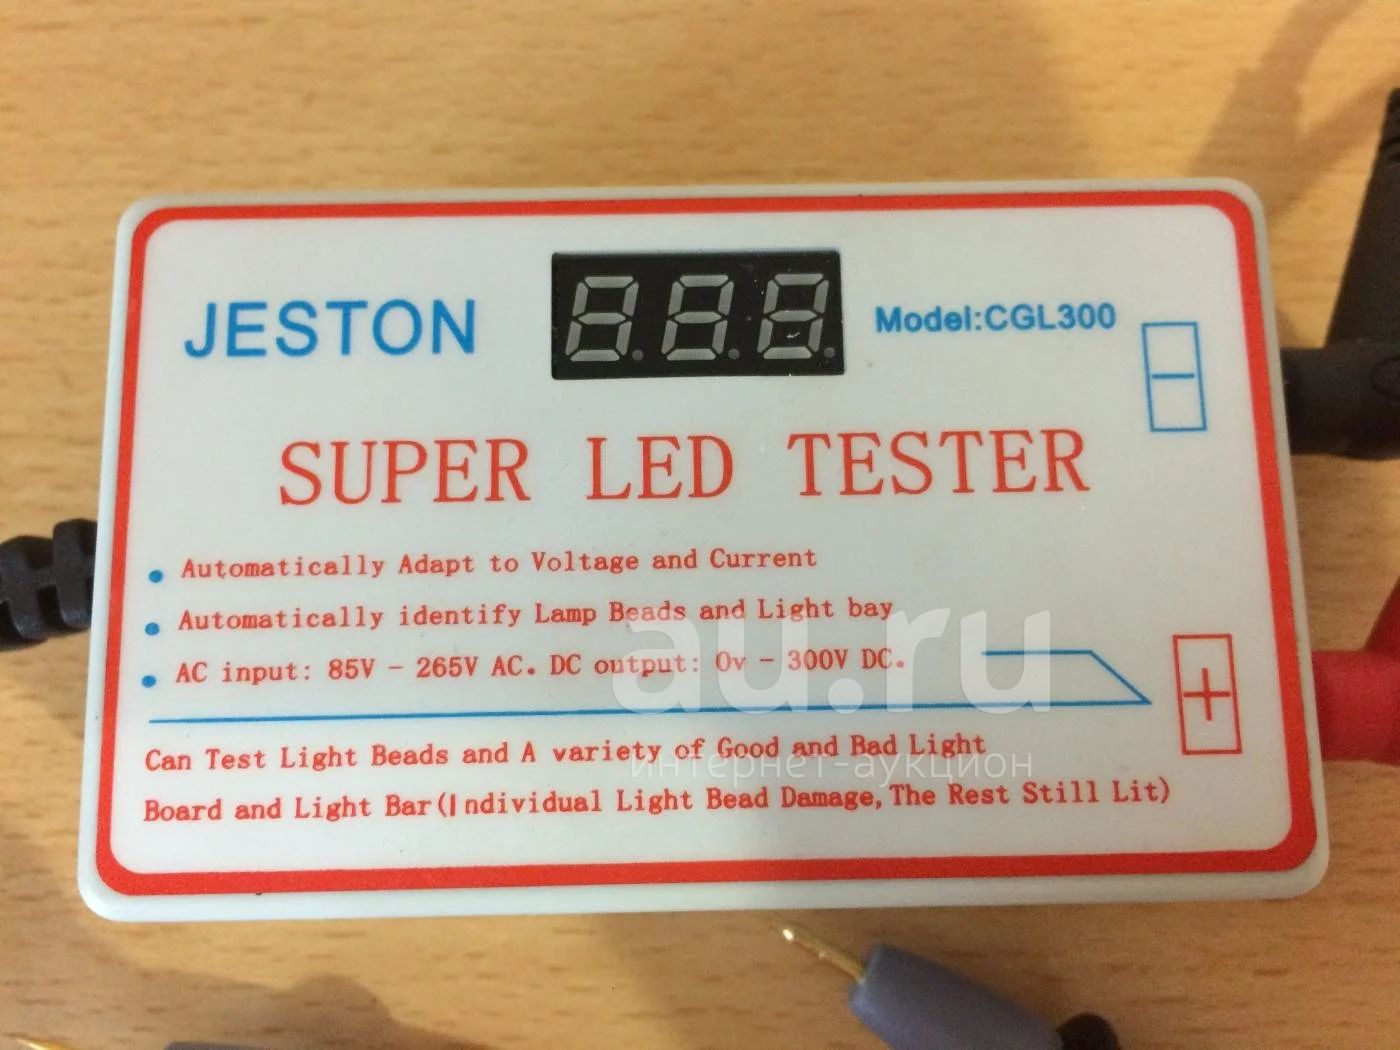 JESTON
Model:CGL300
SUPER LED TESTER
Automatically Adapt to Voltage and Current
Automatically identify Lamp Beads and Light bay
AC input: 85V - 265V AC. DC output: 0v - 300V DC.
Can Test Light Beads and A variety of Good and Bad Light
Board and Light Bar(Individual Light Bead Damage,The Rest Still Lit)
−
+
au.ru
интернет-аукцион